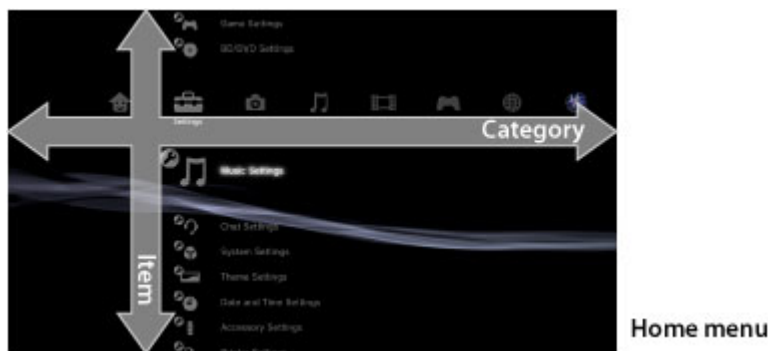 Game Settings
BD/DVD Settings
Settings
Category
Music Settings
Chat Settings
System Settings
Item
Theme Settings
Date and Time Settings
Accessory Settings
Home menu